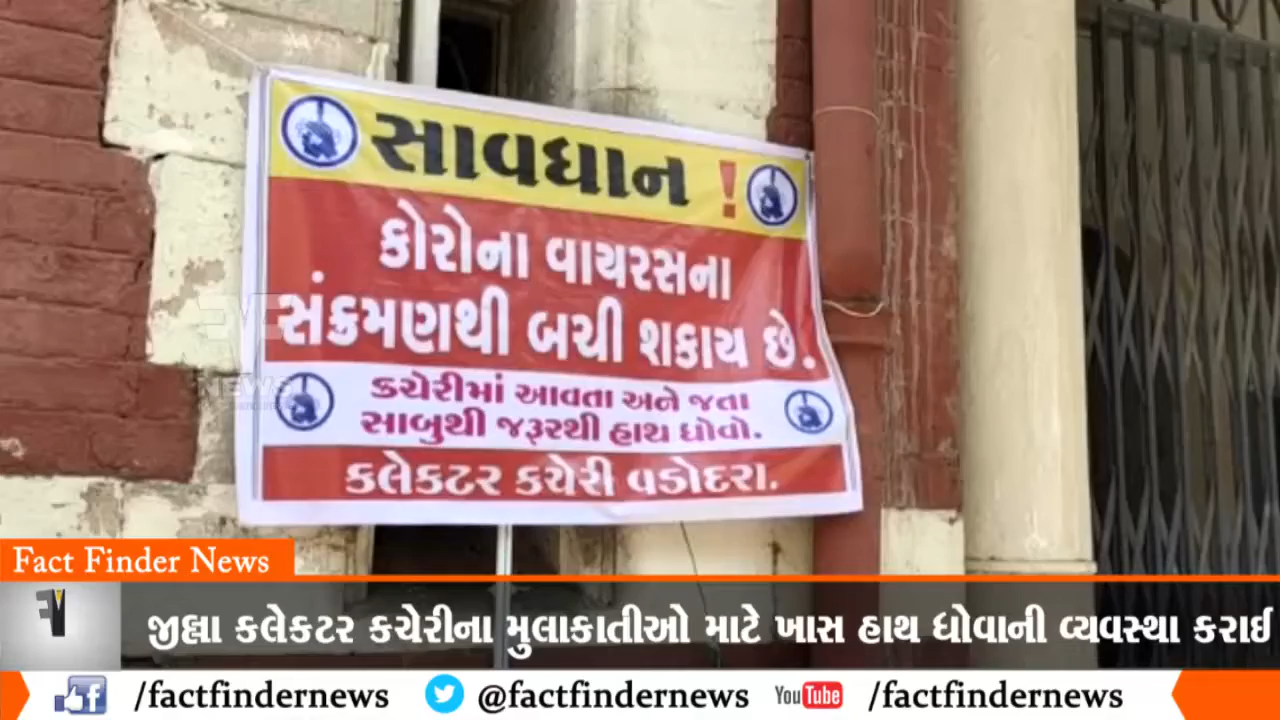 સાવધાન !
કોરોના વાયરસના
સંક્રમણથી બચી શકાય છે.
કચેરીમાં આવતા અને જતા
સાબુથી જરૂરથી હાથ ધોવો.
કલેકટર કચેરી વડોદરા.
NEWS
Fact Finder News
જીલ્લા કલેકટર કચેરીના મુલાકાતીઓ માટે ખાસ હાથ ધોવાની વ્યવસ્થા કરાઈ
/factfindernews @factfindernews YouTube /factfindernews